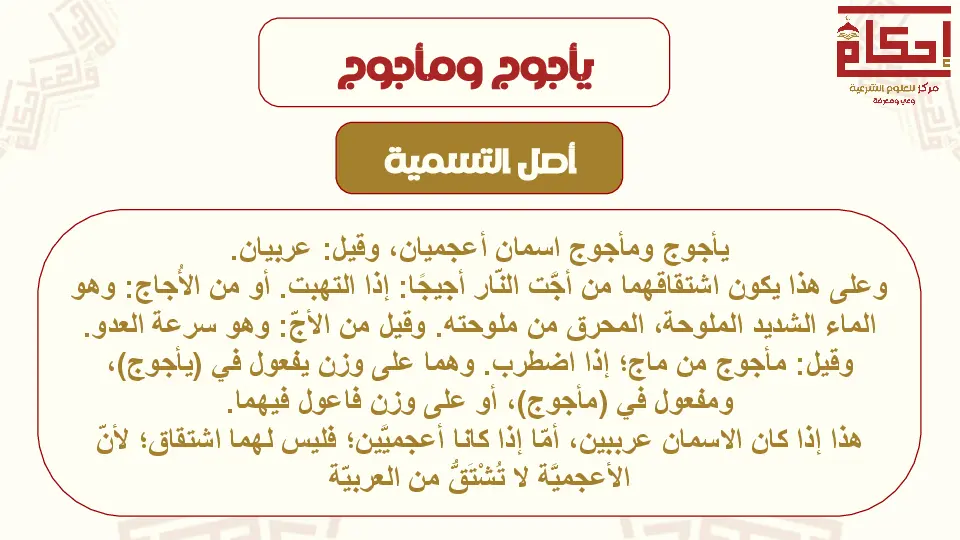 إحكام
مركز للعلوم الشرعية
وعي ومعرفة
يأجوج ومأجوج
أصل التسمية
يأجوج ومأجوج اسمان أعجميان، وقيل: عربيان.
وعلى هذا يكون اشتقاقهما من أجَّت النّار أجيجًا: إذا التهبت. أو من الأُجاج: وهو
الماء الشديد الملوحة، المحرق من ملوحته. وقيل من الأجّ: وهو سرعة العدو.
وقيل: مأجوج من ماج؛ إذا اضطرب. وهما على وزن يفعول في (يأجوج)،
ومفعول في (مأجوج)، أو على وزن فاعول فيهما.
هذا إذا كان الاسمان عربيين، أمّا إذا كانا أعجميَّين؛ فليس لهما اشتقاق؛ لأنّ
الأعجميَّة لا تُشْتَقُّ من العربيّة